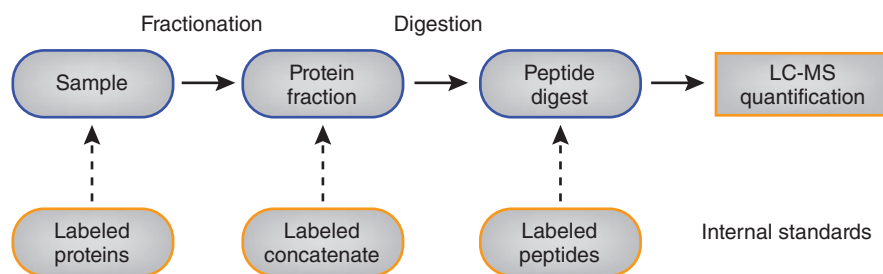 Fractionation
Digestion
Sample
Protein
fraction
Peptide
digest
LC-MS
quantification
Labeled
proteins
Labeled
concatenate
Labeled
peptides
Internal standards